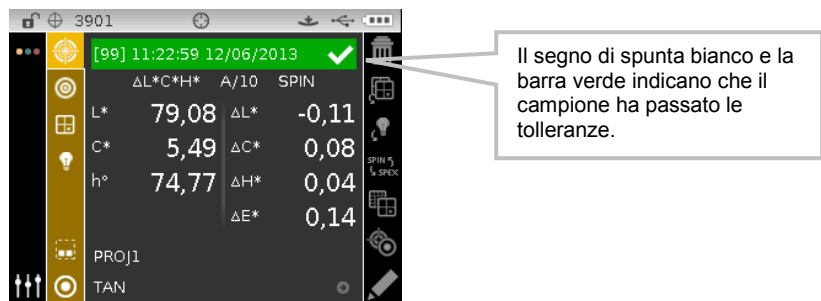 3901
[99] 11:22:59 12/06/2013
ΔL*C*H* A/10 SPIN
L* 79,08 ΔL* -0,11
C* 5,49 ΔC* 0,08
h° 74,77 ΔH* 0,04
ΔE* 0,14
PROJ1
TAN
SPIN
SPEX
Il segno di spunta bianco e la
barra verde indicano che il
campione ha passato le
tolleranze.